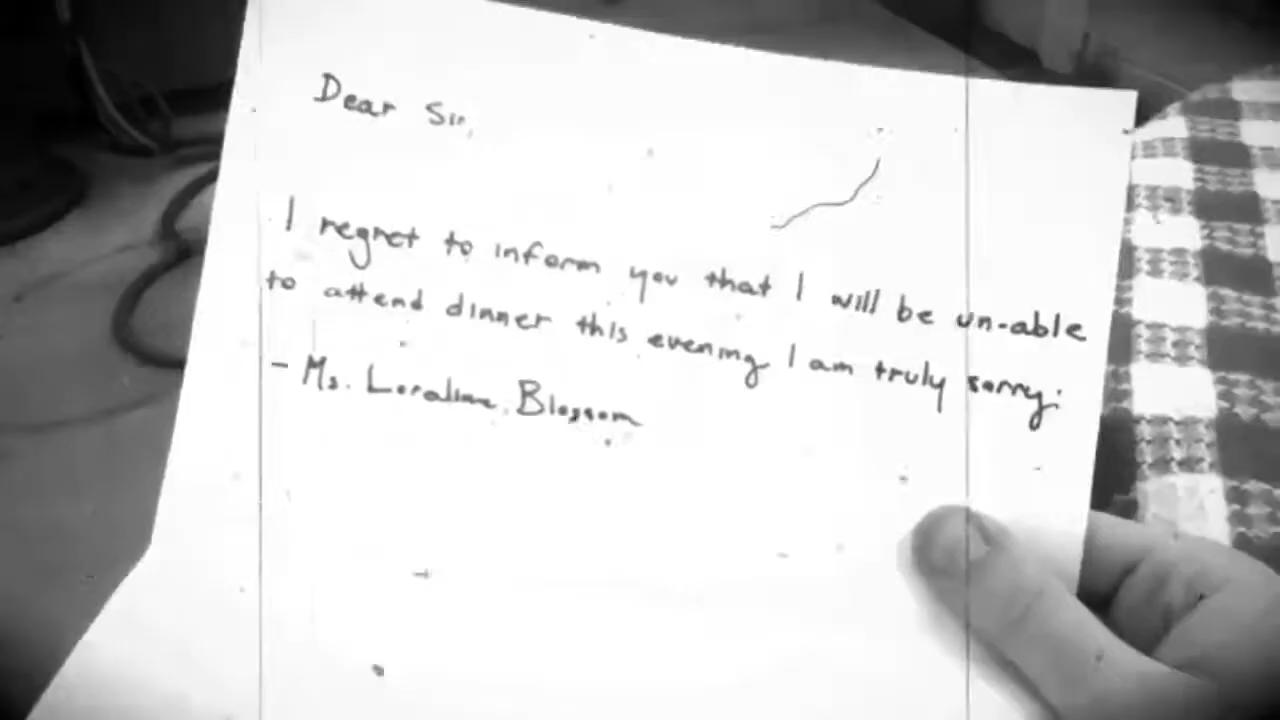 Dear Sir,
I regret to inform you that I will be un-able
to attend dinner this evening I am truly sorry.
- Ms. Loraline Blossom